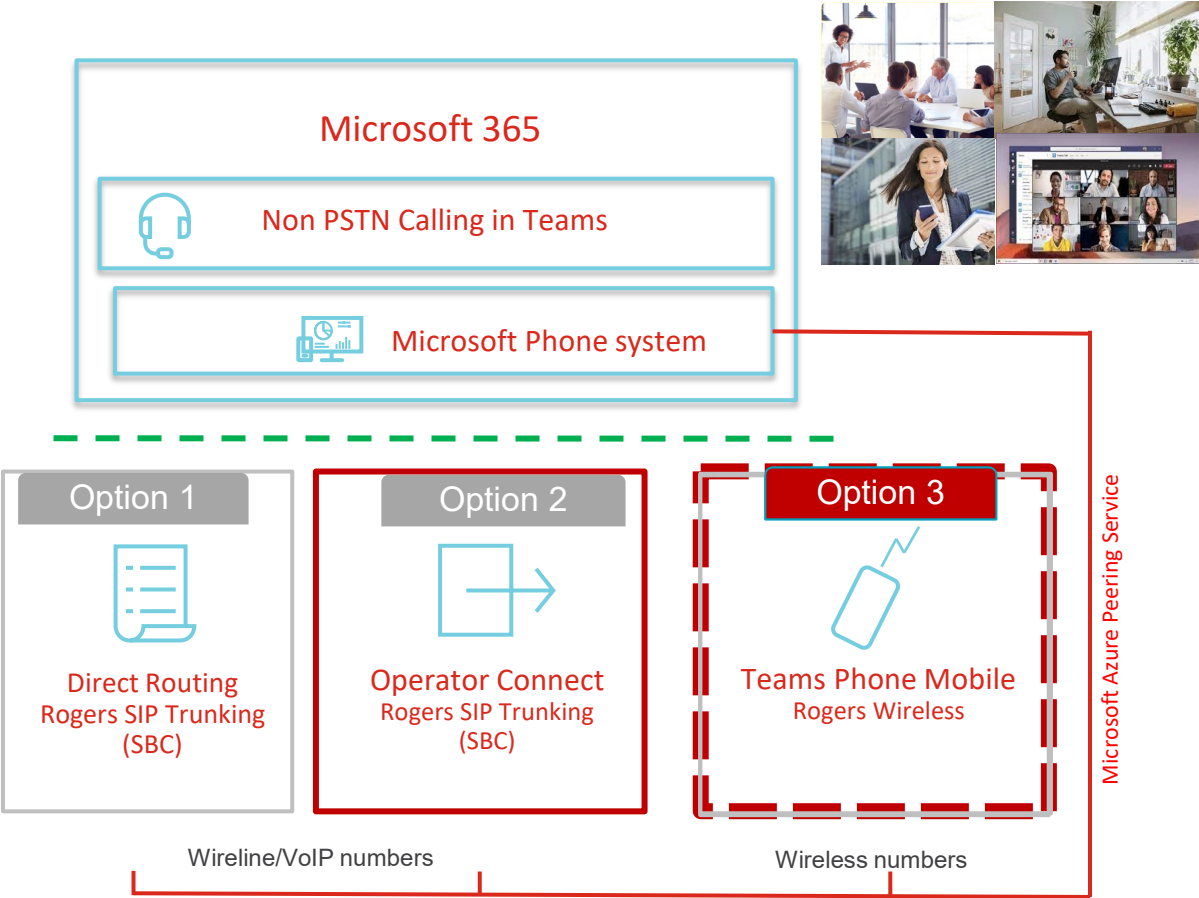 Microsoft 365
Non PSTN Calling in Teams
Microsoft Phone system
Option 1
Direct Routing
Rogers SIP Trunking
(SBC)
Option 2
Operator Connect
Rogers SIP Trunking
(SBC)
Option 3
Teams Phone Mobile
Rogers Wireless
Microsoft Azure Peering Service
Wireline/VoIP numbers
Wireless numbers